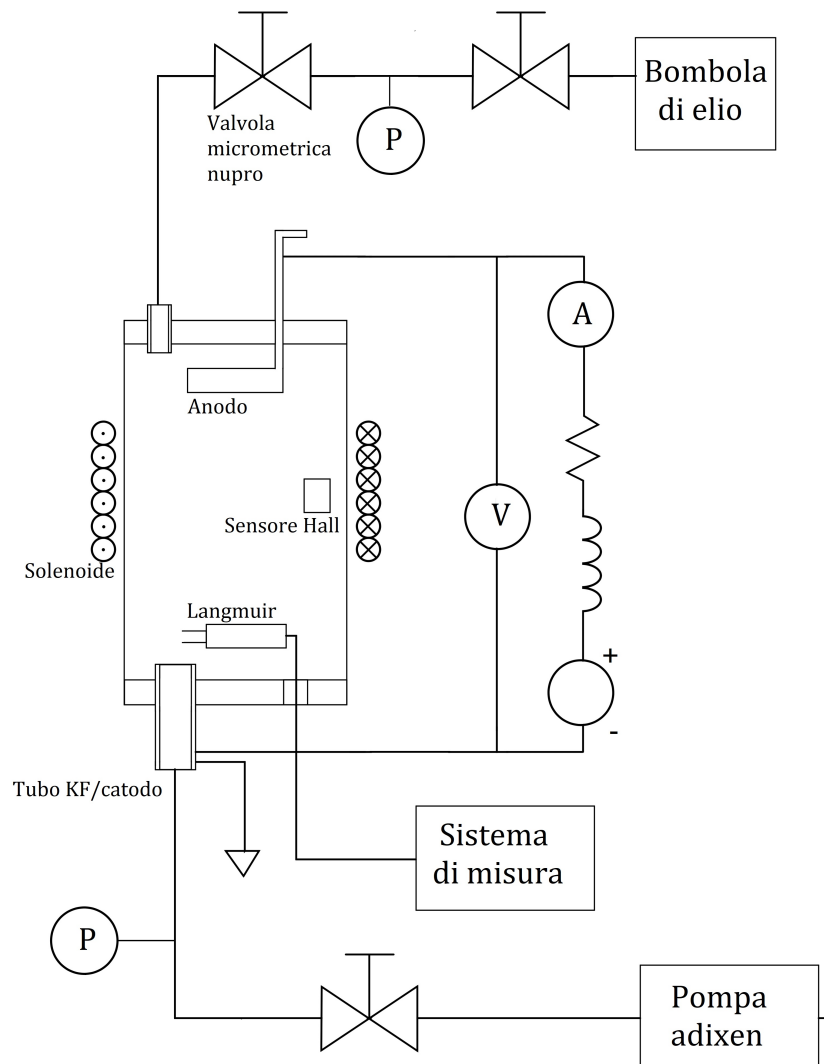 Bombola
di elio
Valvola
micrometrica
nupro
P
A
Anodo
V
Sensore Hall
Solenoide
Langmuir
+
-
Tubo KF/catodo
Sistema
di misura
P
Pompa
adixen